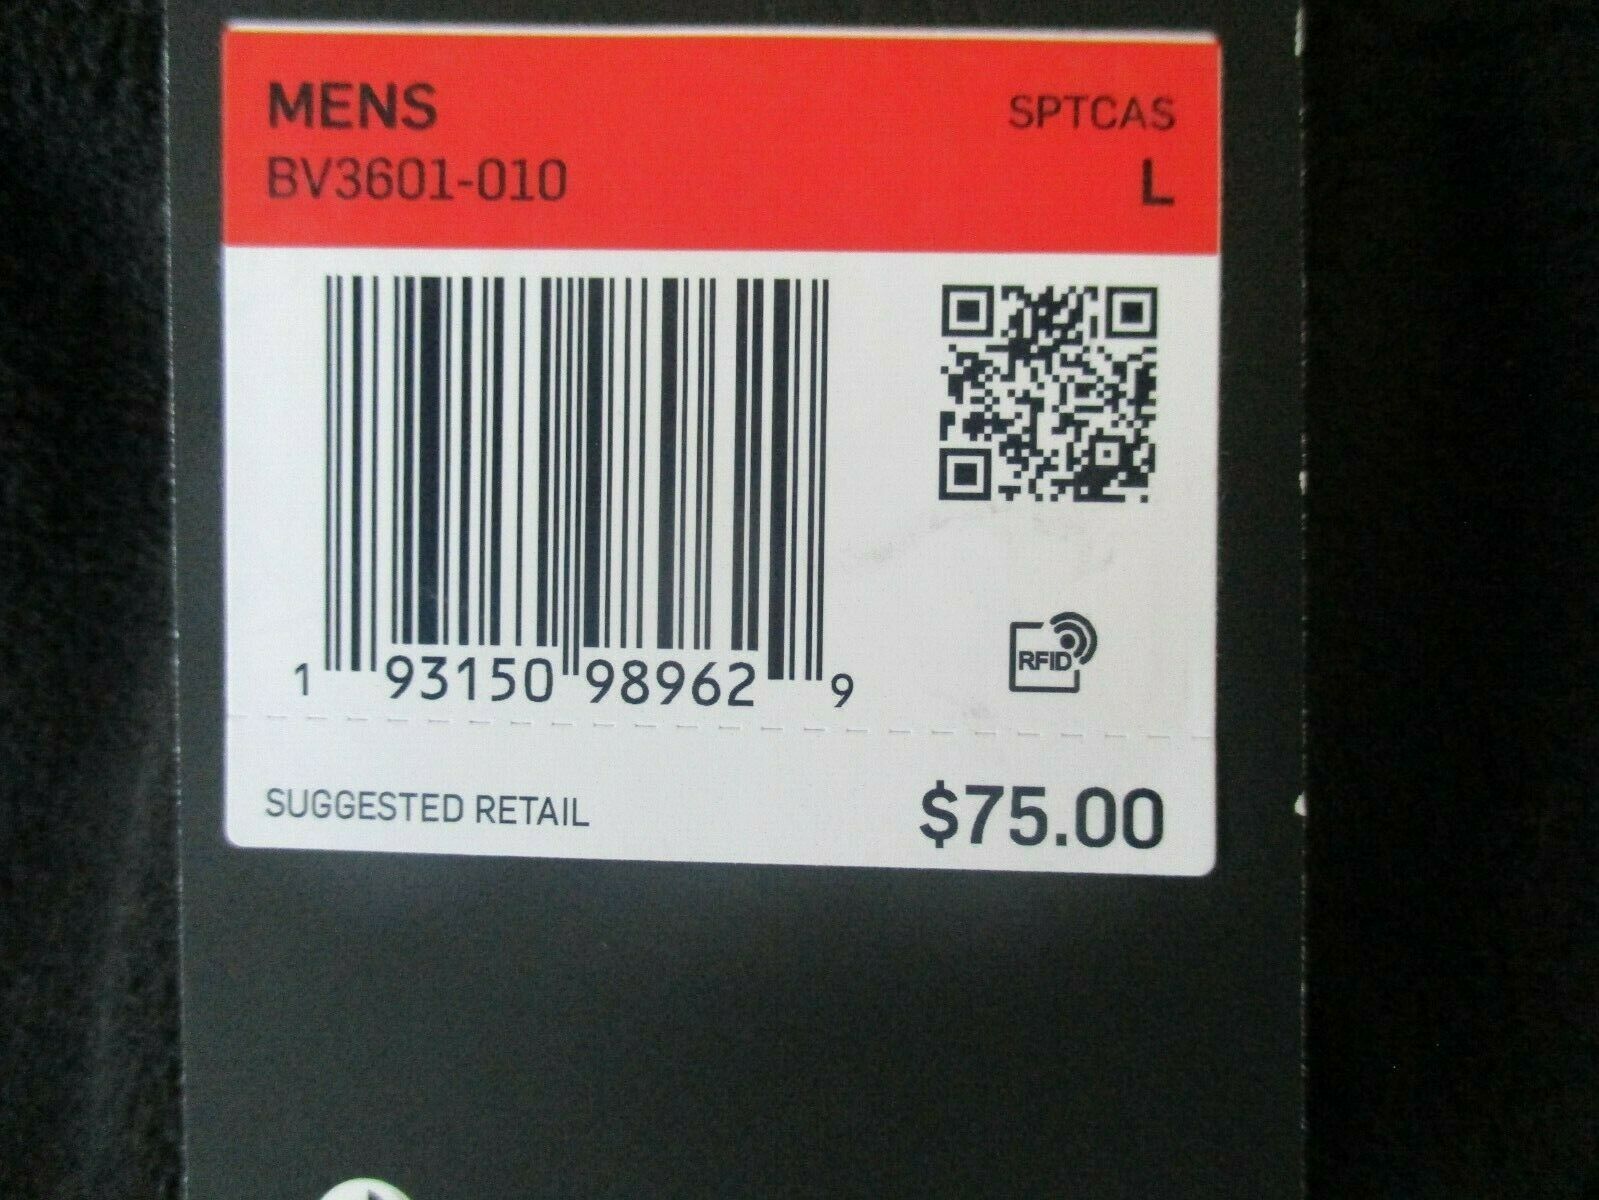 MENS SPTCAS
BV3601-010 L
1 93150 98962 9
RFID
SUGGESTED RETAIL $75.00